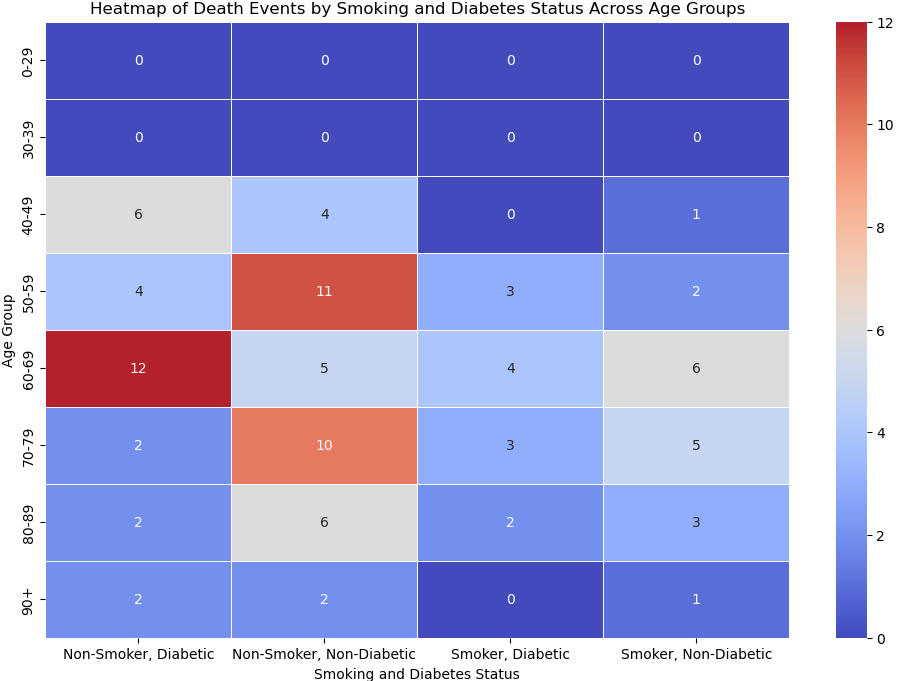 Heatmap of Death Events by Smoking and Diabetes Status Across Age Groups
Age Group
0-29 0 0 0 0
30-39 0 0 0 0
40-49 6 4 0 1
50-59 4 11 3 2
60-69 12 5 4 6
70-79 2 10 3 5
80-89 2 6 2 3
90+ 2 2 0 1
Non-Smoker, Diabetic Non-Smoker, Non-Diabetic Smoker, Diabetic Smoker, Non-Diabetic
Smoking and Diabetes Status
12
10
8
6
4
2
0